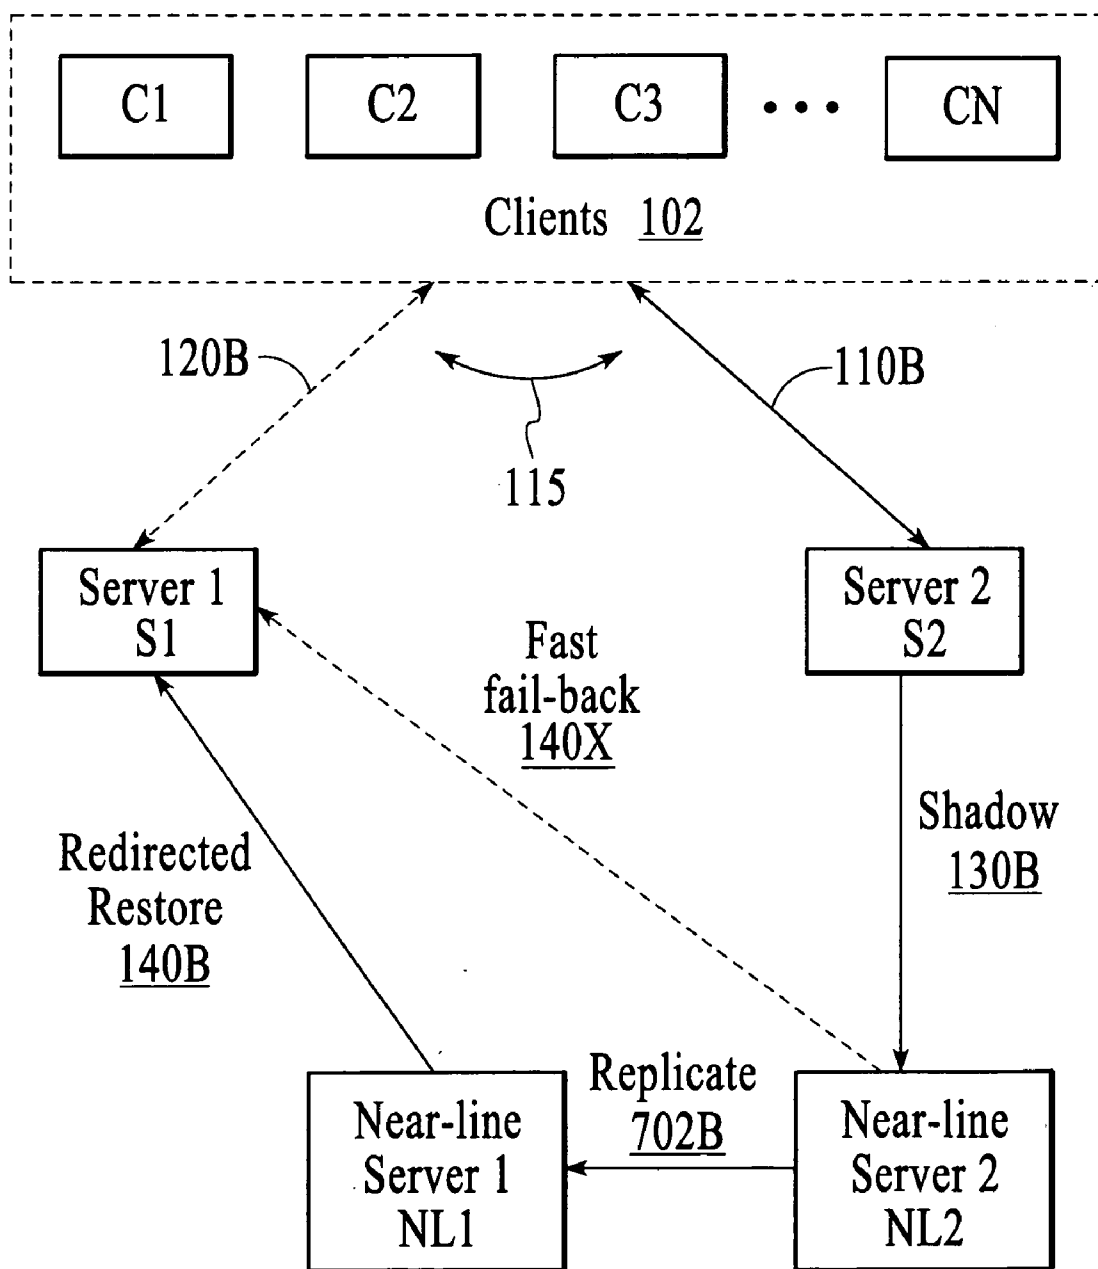 C1
C2
C3
• • •
CN
Clients 102
120B
110B
115
Server 1
S1
Server 2
S2
Fast
fail-back
140X
Shadow
130B
Redirected
Restore
140B
Replicate
702B
Near-line
Server 1
NL1
Near-line
Server 2
NL2